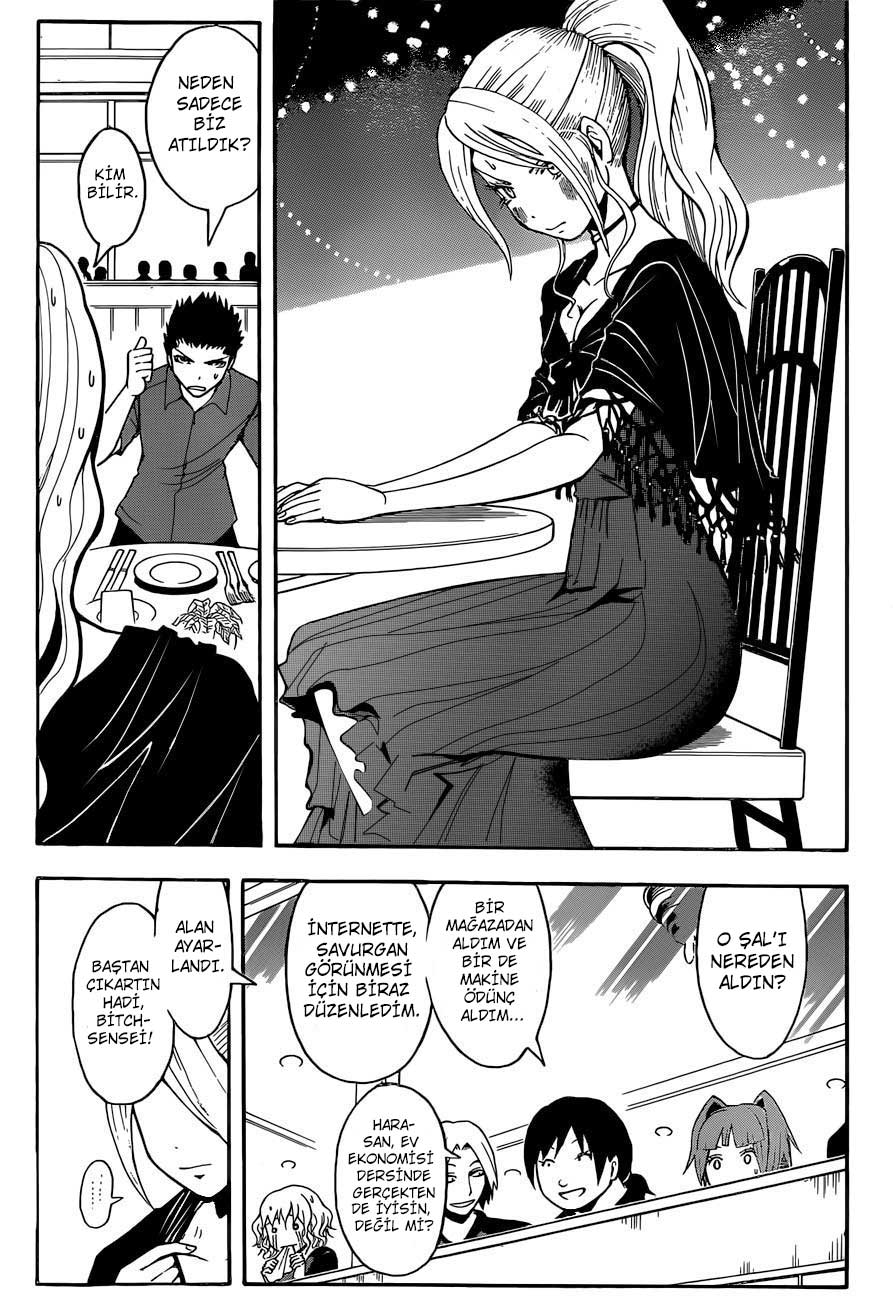 NEDEN
SADECE
BİZ
ATILDIK?
KİM
BİLİR.
O ŞAL'I
NEREDEN
ALDIN?
BİR
MAĞAZADAN
ALDIM VE
BİR DE
MAKİNE
ÖDÜNÇ
ALDIM...
İNTERNETTE,
SAVURGAN
GÖRÜNMESİ
İÇİN BİRAZ
DÜZENLEDİM.
HARA-
SAN, EV
EKONOMİSİ
DERSİNDE
GERÇEKTEN
DE İYİSİN,
DEĞİL Mİ?
ALAN
AYAR-
LANDI.
BAŞTAN
ÇIKARTIN
HADİ,
BİTCH-
SENSEİ!
......